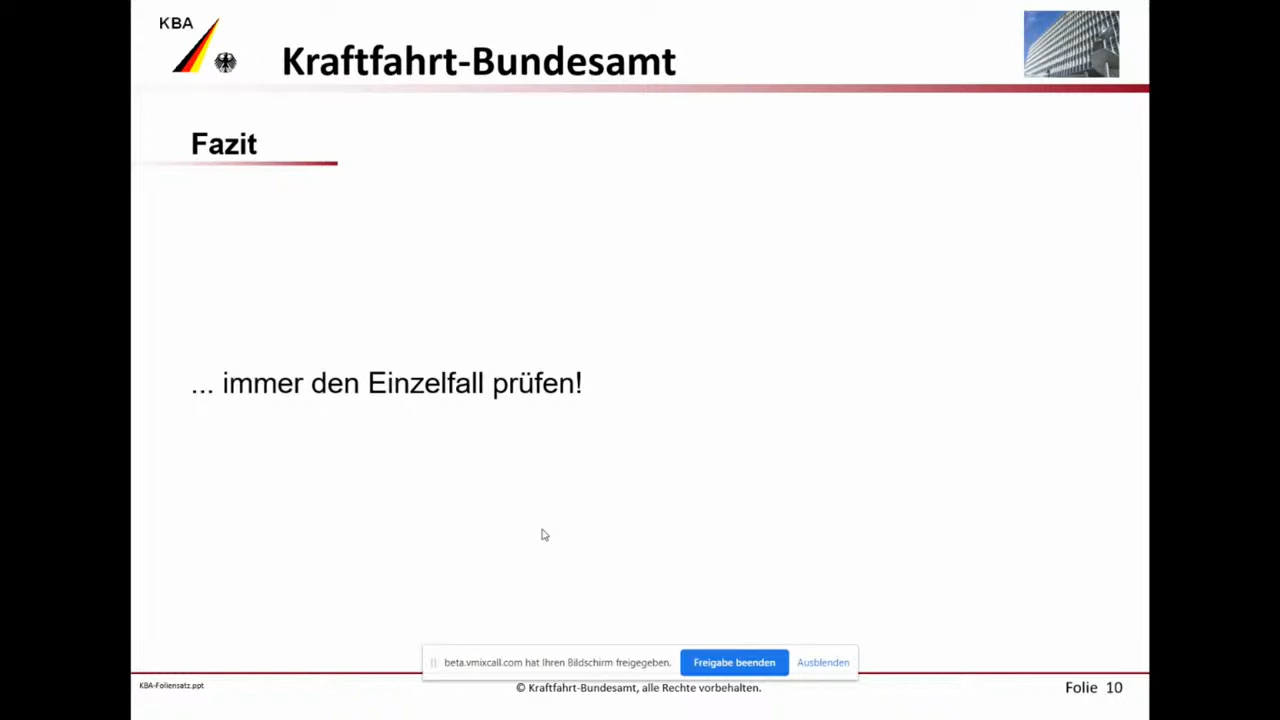 KBA
Kraftfahrt-Bundesamt
Fazit
... immer den Einzelfall prüfen!
beta.vmixcall.com hat Ihren Bildschirm freigegeben.
Freigabe beenden
Ausblenden
KBA-Foliensatz.ppt
© Kraftfahrt-Bundesamt, alle Rechte vorbehalten.
Folie 10